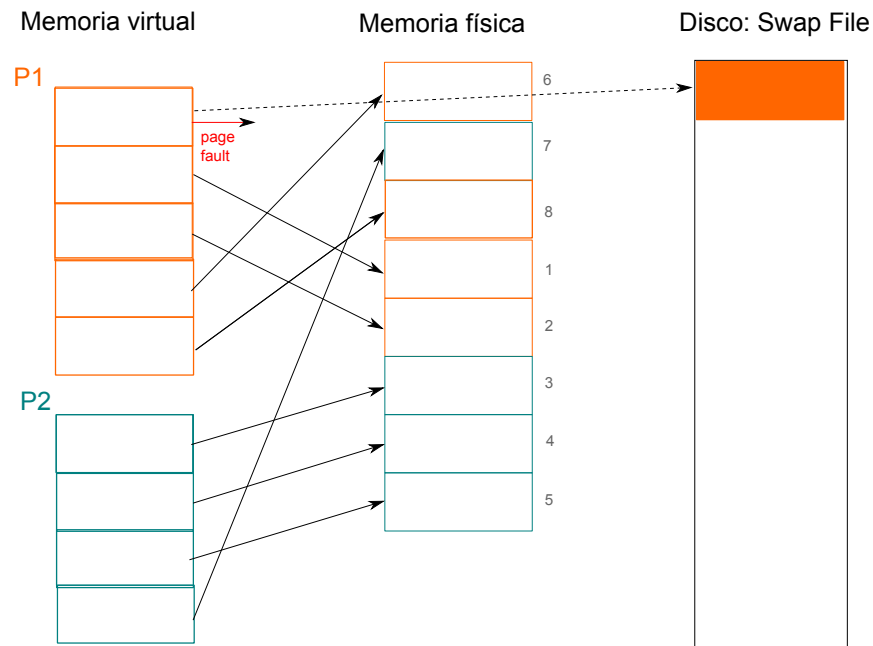 Memoria virtual
Memoria física
Disco: Swap File
P1
page
fault
6
7
8
1
2
3
4
5
P2